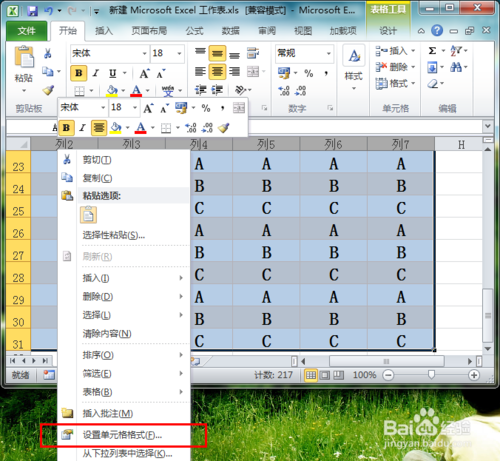 新建 Microsoft Excel 工作表.xls [兼容模式] - Microsoft E...
表格工具
文件 开始 插入 页面布局 公式 数据 审阅 视图 加载项 设计
宋体 18 常规
粘贴 样式 插入 删除 格式
剪贴板 数字 单元格 编辑
宋体 18
列2 列3 列4 列5 列6 列7 H
23 A A A A
24 B B B B
25 C C C C
26 A A A A
27 B B B B
28 C C C C
29 A A A A
30 B B B B
31 C C C C
剪切(T)
复制(C)
粘贴选项:
选择性粘贴(S)...
刷新(R)
插入(I)
删除(D)
选择(L)
清除内容(N)
排序(O)
筛选(E)
表格(B)
插入批注(M)
设置单元格格式(F)...
从下拉列表中选择(K)...
就绪 计数: 217 100%
Baidu 经验
jingyan.baidu.com